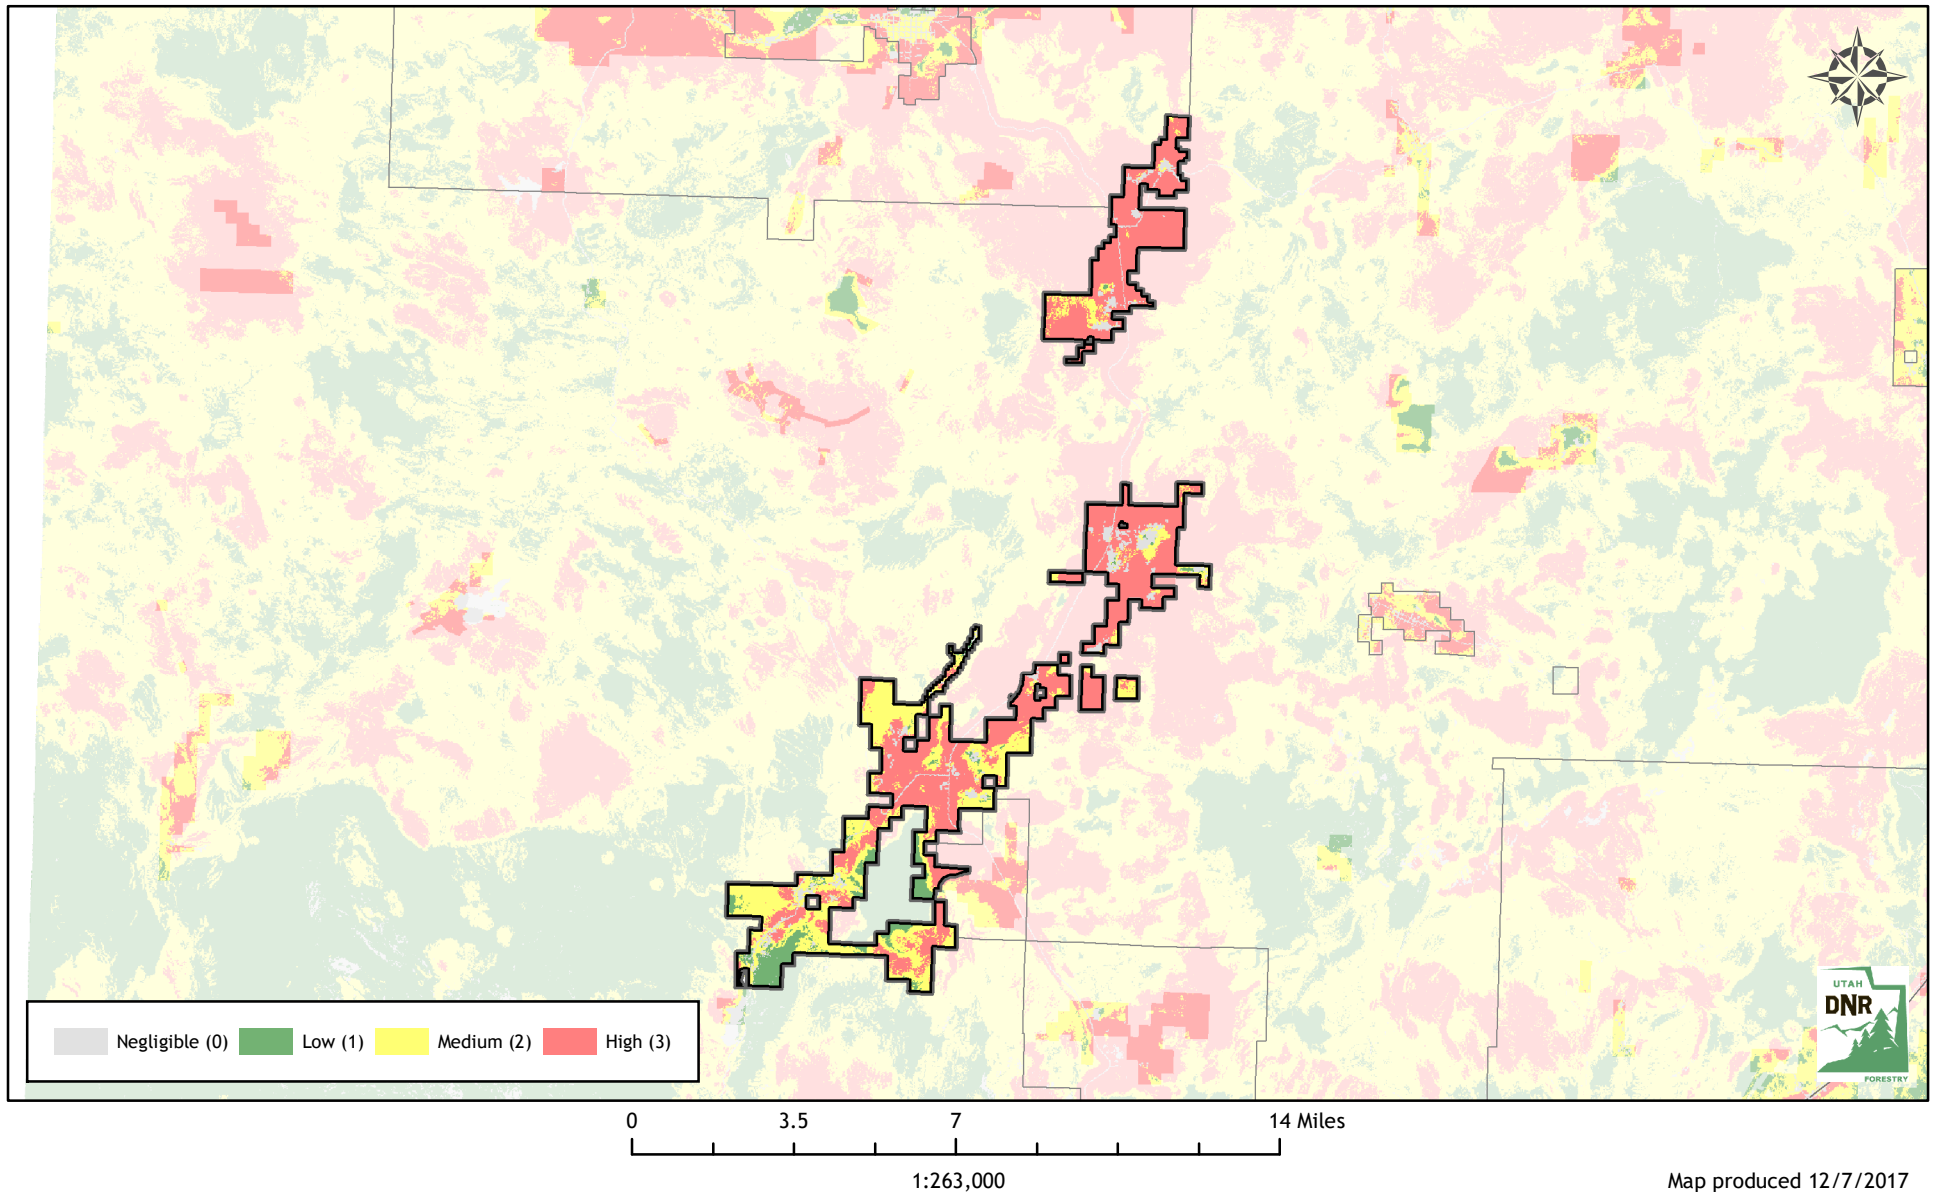 UTAH
DNR
FORESTRY
Negligible (0) Low (1) Medium (2) High (3)
0 3.5 7 14 Miles
1:263,000
Map produced 12/7/2017